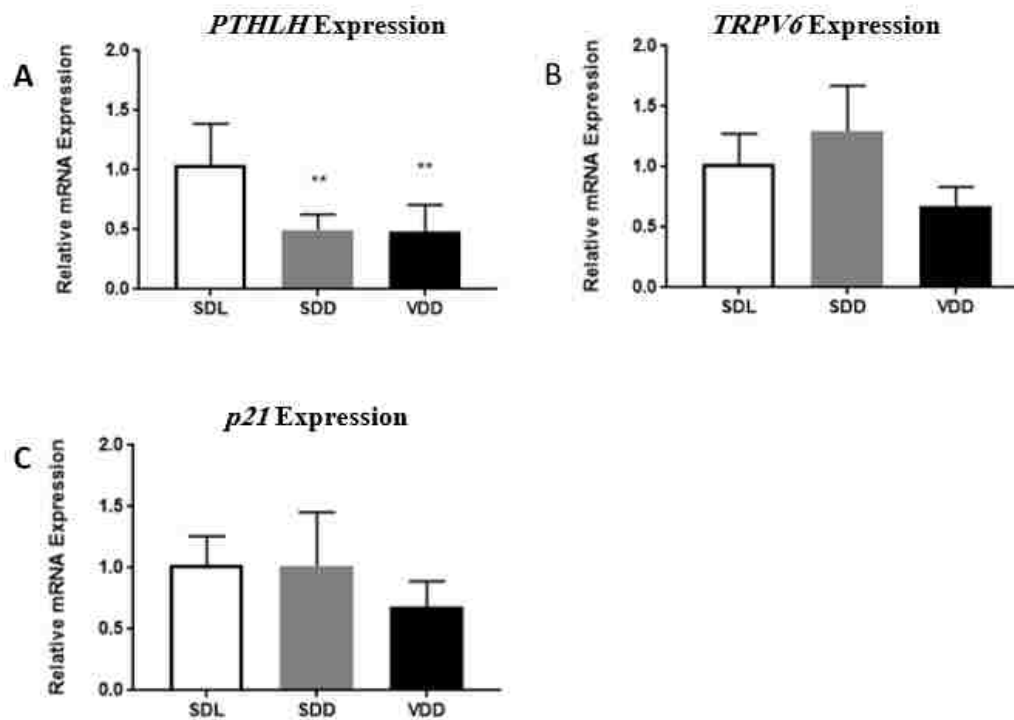 PTHLH Expression
A
Relative mRNA Expression
2.0
1.5
1.0
0.5
0.0
**
**
SDL SDD VDD
TRPV6 Expression
B
Relative mRNA Expression
2.0
1.5
1.0
0.5
0.0
SDL SDD VDD
p21 Expression
C
Relative mRNA Expression
2.0
1.5
1.0
0.5
0.0
SDL SDD VDD